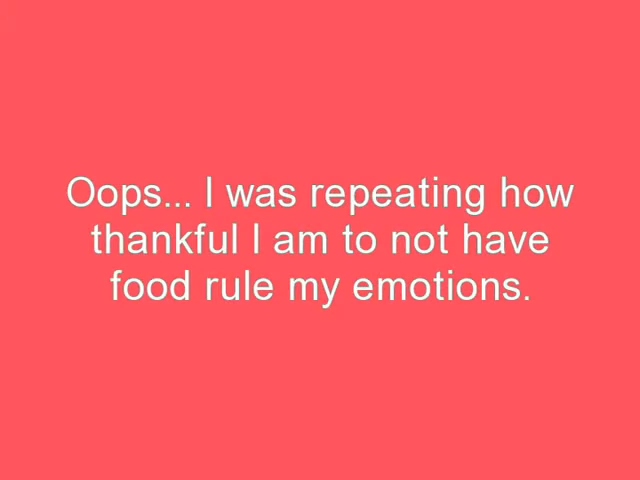 Oops... I was repeating how
thankful I am to not have
food rule my emotions.